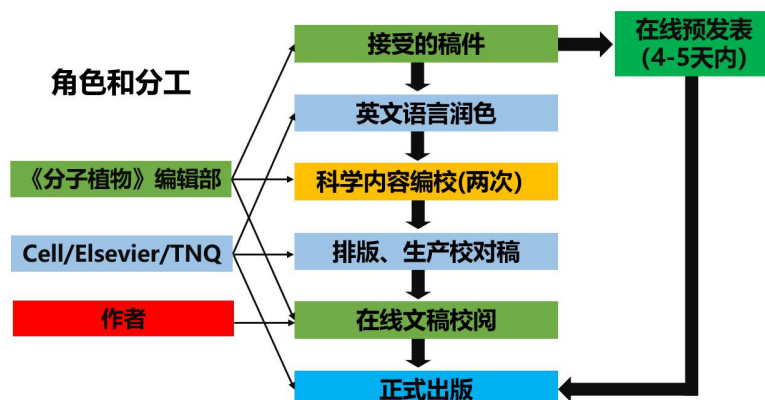 接受的稿件
在线预发表
(4-5天内)
角色和分工
英文语言润色
《分子植物》编辑部
科学内容编校(两次)
Cell/Elsevier/TNQ
排版、生产校对稿
作者
在线文稿校阅
正式出版